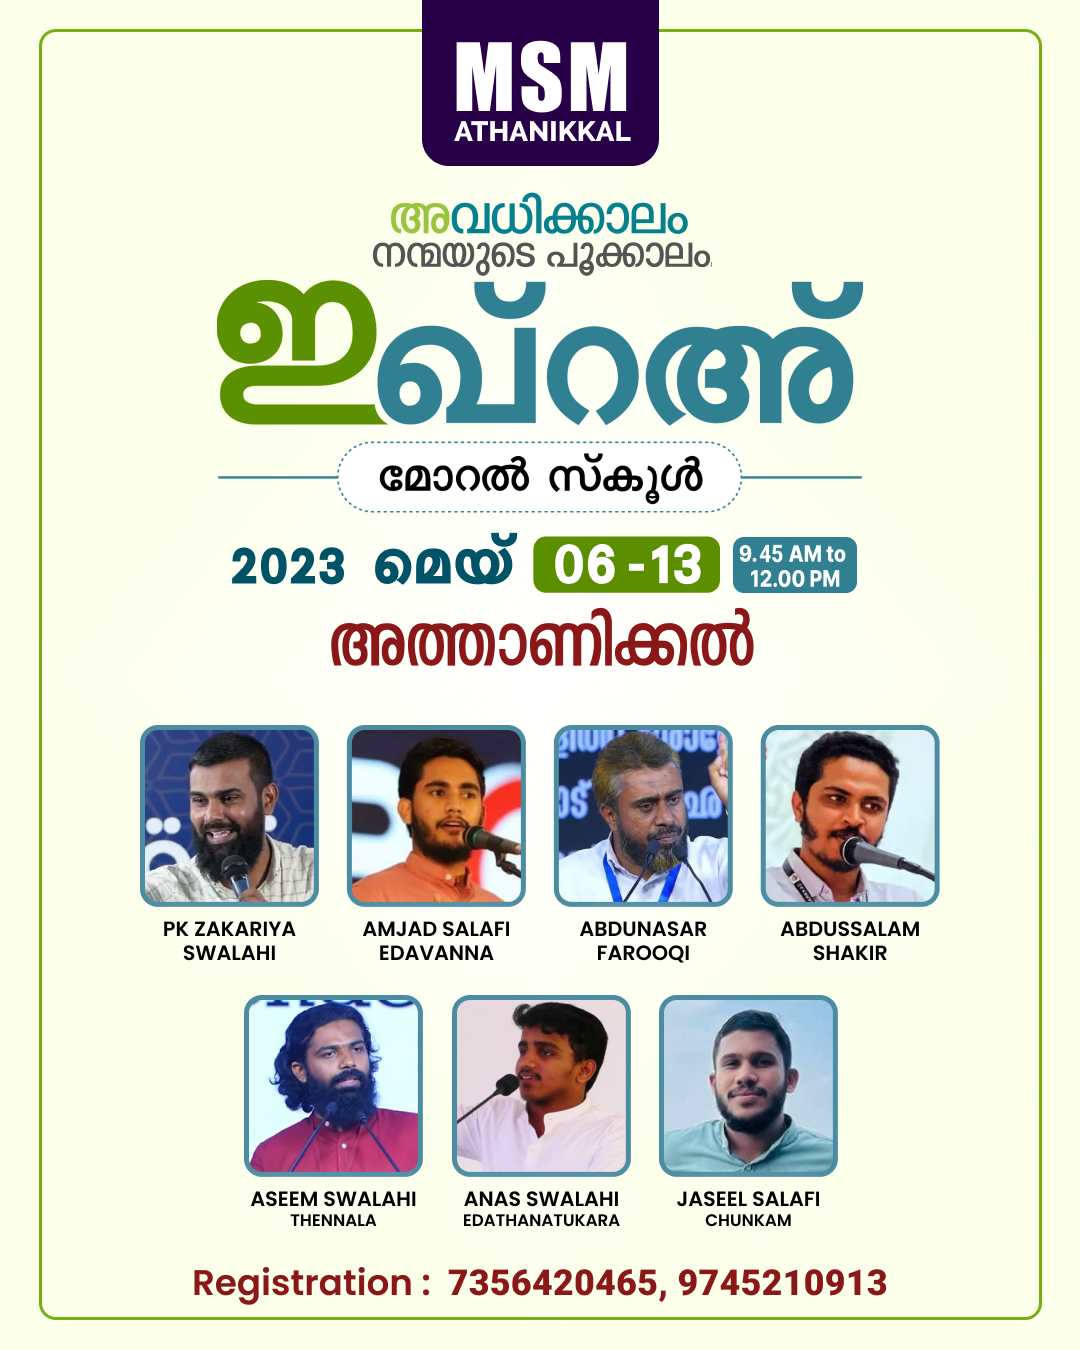 MSM
ATHANIKKAL
അവധിക്കാലം
നന്മയുടെ പൂക്കാലം
ഇഖ്റഅ്
മോറൽ സ്കൂൾ
2023 മെയ് 06 -13 9.45 AM to
12.00 PM
അത്താണിക്കൽ
PK ZAKARIYA
SWALAHI
AMJAD SALAFI
EDAVANNA
ABDUNASAR
FAROOQI
ABDUSSALAM
SHAKIR
ASEEM SWALAHI
THENNALA
ANAS SWALAHI
EDATHANATUKARA
JASEEL SALAFI
CHUNKAM
Registration : 7356420465, 9745210913